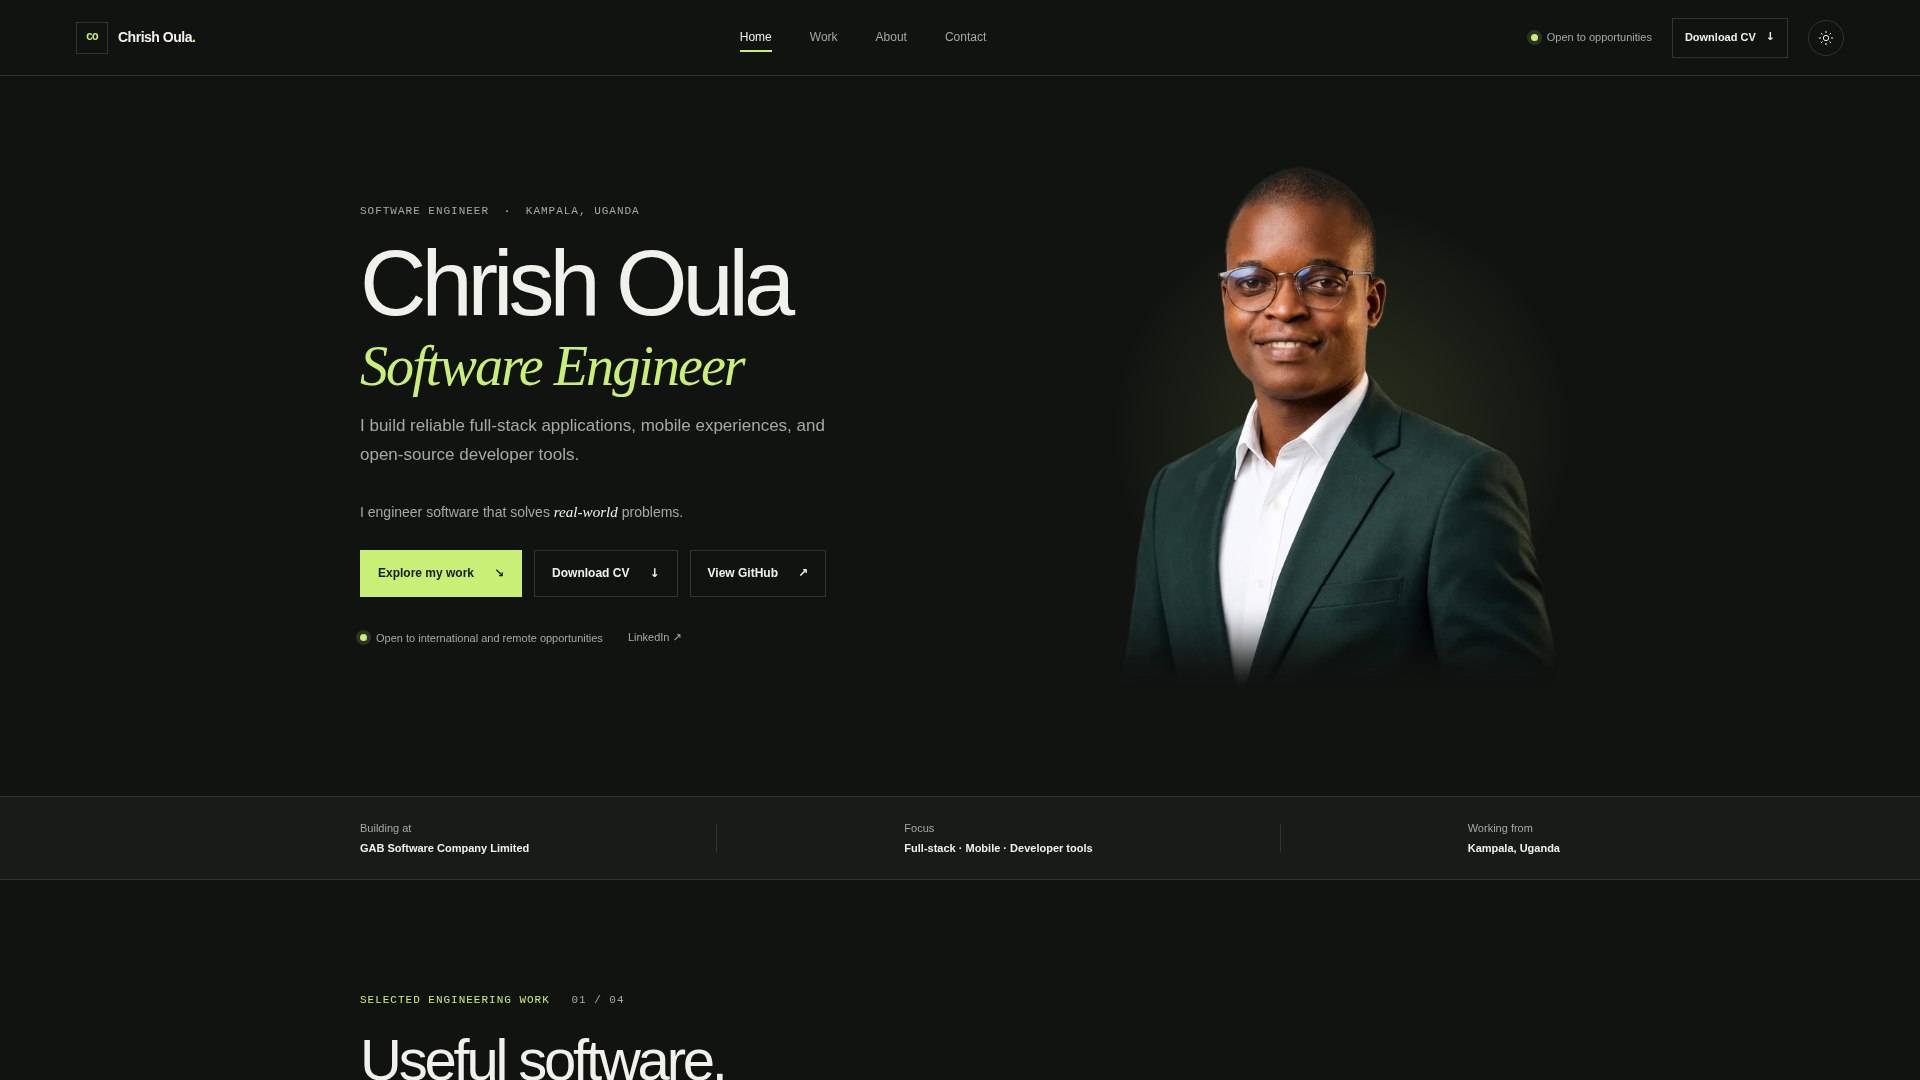 co
Chrish Oula.
Home
Work
About
Contact
Open to opportunities
Download CV ↓
SOFTWARE ENGINEER · KAMPALA, UGANDA
Chrish Oula
Software Engineer
I build reliable full-stack applications, mobile experiences, and
open-source developer tools.
I engineer software that solves real-world problems.
Explore my work ↘
Download CV ↓
View GitHub ↗
Open to international and remote opportunities
LinkedIn ↗
Building at
GAB Software Company Limited
Focus
Full-stack · Mobile · Developer tools
Working from
Kampala, Uganda
SELECTED ENGINEERING WORK 01 / 04
Useful software.